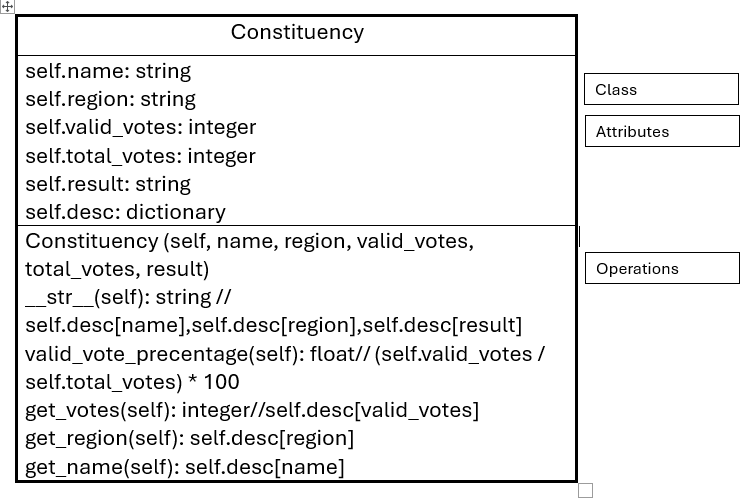 Constituency
self.name: string
self.region: string
self.valid_votes: integer
self.total_votes: integer
self.result: string
self.desc: dictionary
Constituency (self, name, region, valid_votes,
total_votes, result)
__str__(self): string //
self.desc[name],self.desc[region],self.desc[result]
valid_vote_precentage(self): float// (self.valid_votes /
self.total_votes) * 100
get_votes(self): integer//self.desc[valid_votes]
get_region(self): self.desc[region]
get_name(self): self.desc[name]
Class
Attributes
Operations